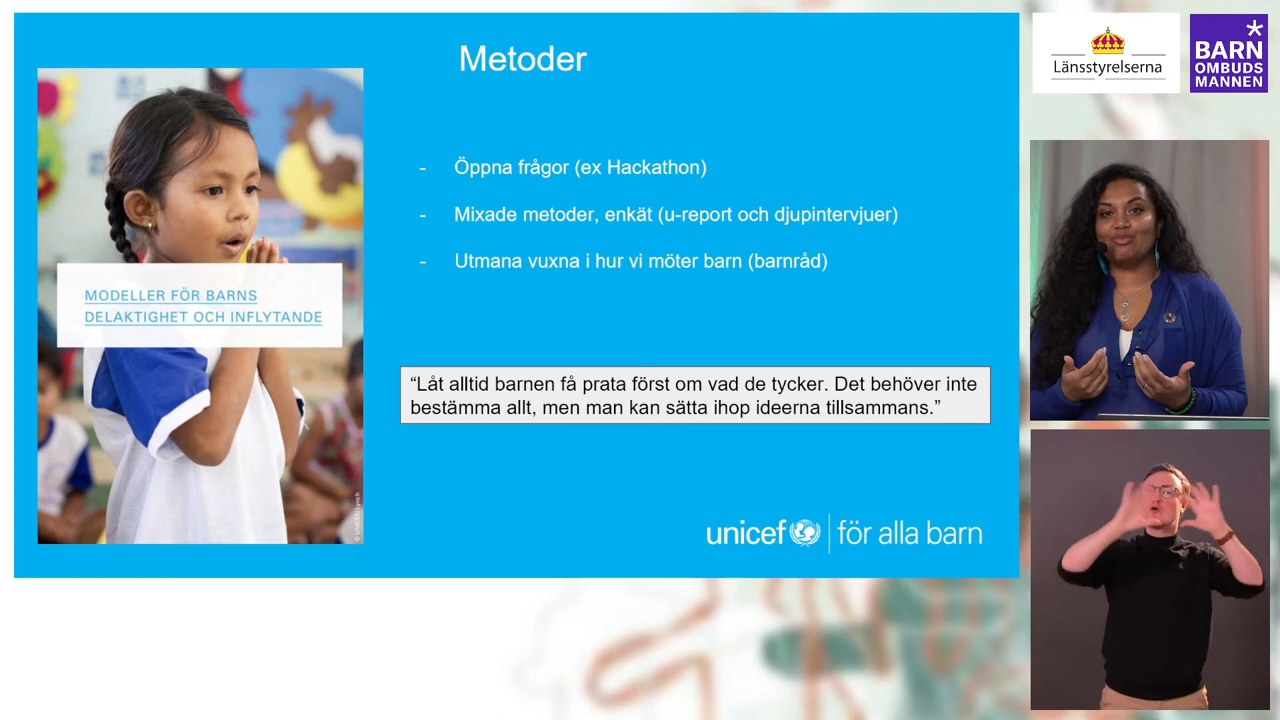 Metoder
- Öppna frågor (ex Hackathon)
- Mixade metoder, enkät (u-report och djupintervjuer)
- Utmana vuxna i hur vi möter barn (barnråd)
MODELLER FÖR BARNS
DELAKTIGHET OCH INFLYTANDE
“Låt alltid barnen få prata först om vad de tycker. Det behöver inte
bestämma allt, men man kan sätta ihop ideerna tillsammans.”
unicef för alla barn
Länsstyrelserna
BARN
OMBUDS
MANNEN